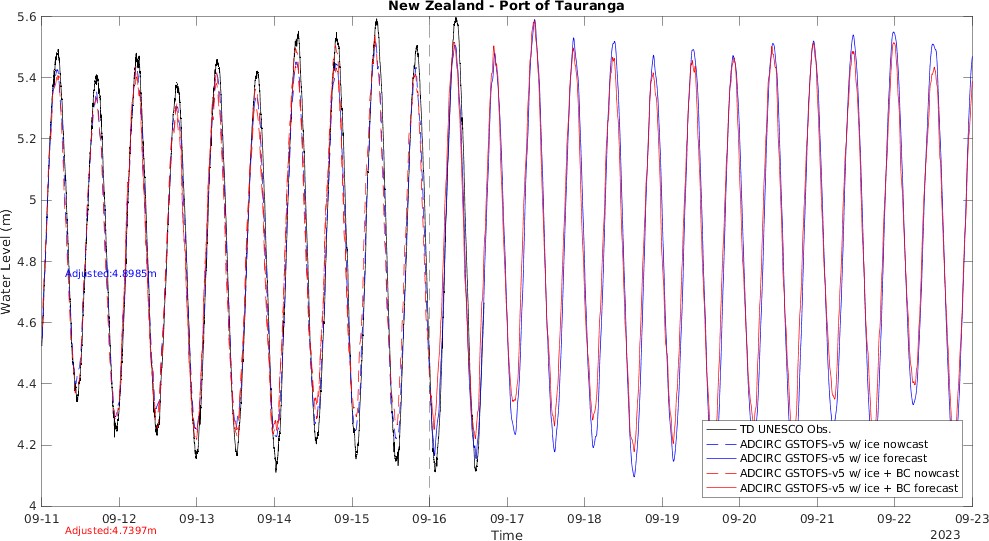 New Zealand - Port of Tauranga
5.6
5.4
5.2
5
4.8
4.6
4.4
4.2
4
Water Level (m)
Adjusted:4.8985m
Adjusted:4.7397m
TD UNESCO Obs.
ADCIRC GSTOFS-v5 w/ ice nowcast
ADCIRC GSTOFS-v5 w/ ice forecast
ADCIRC GSTOFS-v5 w/ ice + BC nowcast
ADCIRC GSTOFS-v5 w/ ice + BC forecast
09-11 09-12 09-13 09-14 09-15 09-16 09-17 09-18 09-19 09-20 09-21 09-22 09-23
Time
2023